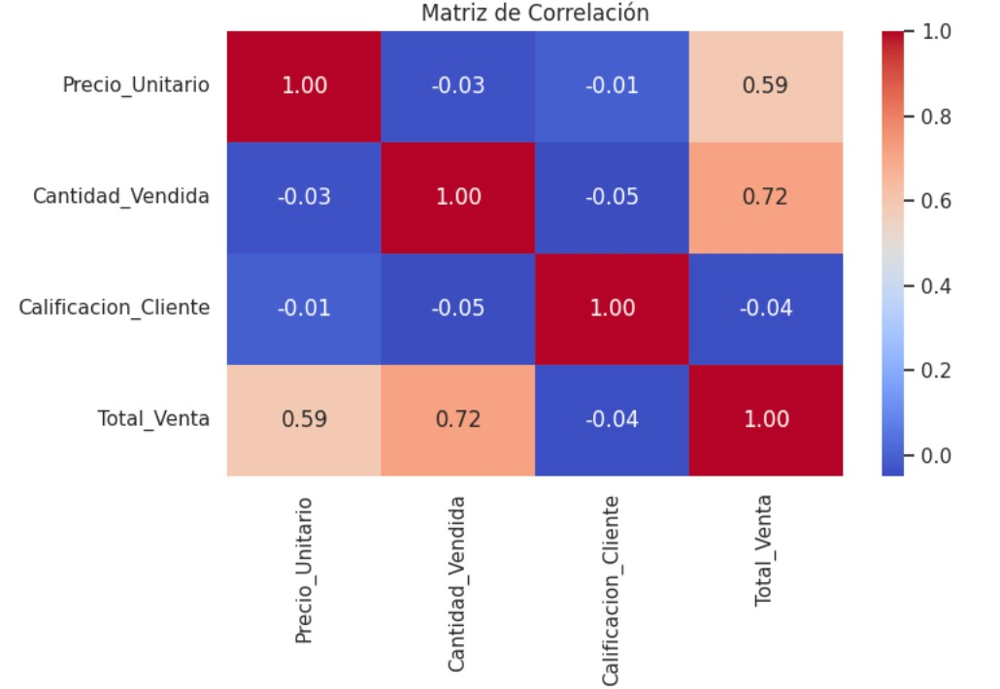 Matriz de Correlación
Precio_Unitario 1.00 -0.03 -0.01 0.59
Cantidad_Vendida -0.03 1.00 -0.05 0.72
Calificacion_Cliente -0.01 -0.05 1.00 -0.04
Total_Venta 0.59 0.72 -0.04 1.00
Precio_Unitario
Cantidad_Vendida
Calificacion_Cliente
Total_Venta
1.0
0.8
0.6
0.4
0.2
0.0